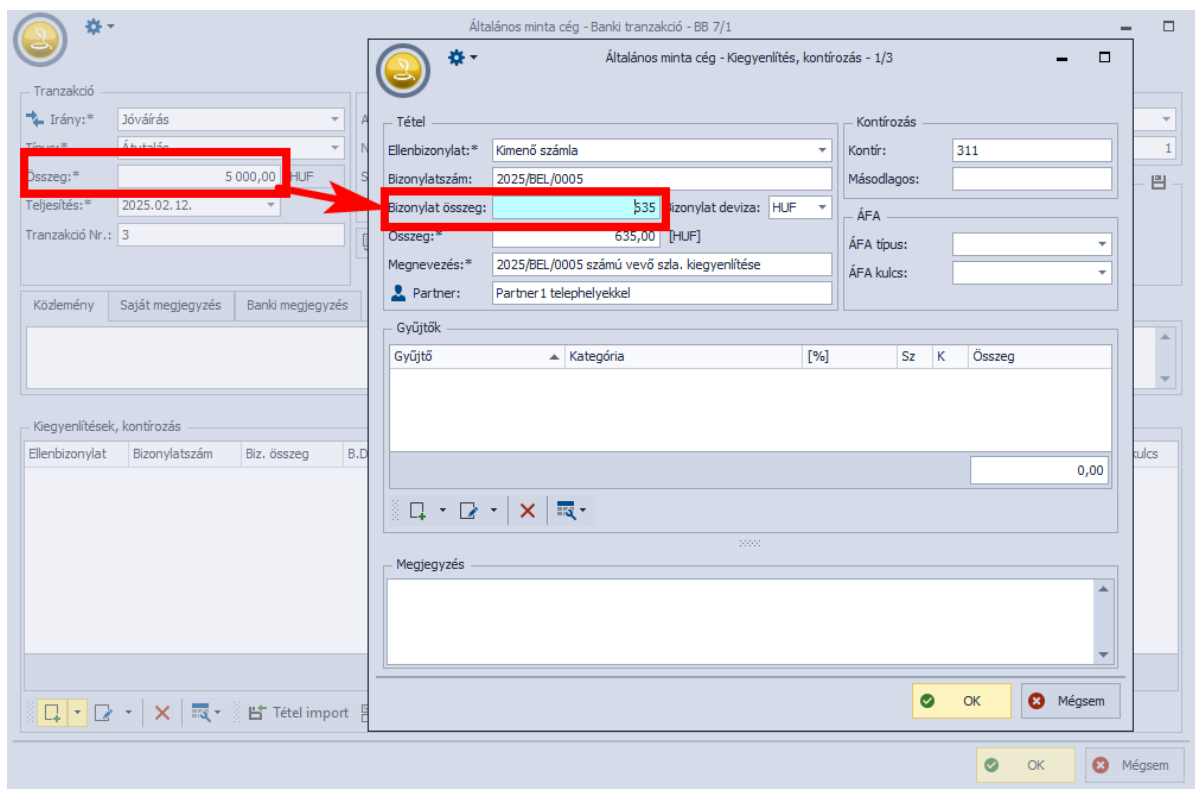 Általános minta cég - Banki tranzakció - BB 7/1
Általános minta cég - Kiegyenlítés, kontírozás - 1/3
Tranzakció
Irány:* Jóváírás
Típus:* Átutalás
Összeg:* 5 000,00 HUF
Teljesítés:* 2025.02.12.
Tranzakció Nr.: 3
1
Közlemény Saját megjegyzés Banki megjegyzés
Kiegyenlítések, kontírozás
Ellenbizonylat Bizonylatszám Biz. összeg B.D
kulcs
Tétel import
OK Mégsem
Tétel
Ellenbizonylat:* Kimenő számla
Bizonylatszám: 2025/BEL/0005
Bizonylat összeg: 635 Bizonylat deviza: HUF
Összeg:* 635,00 [HUF]
Megnevezés:* 2025/BEL/0005 számú vevő szla. kiegyenlítése
Partner: Partner1 telephelyekkel
Kontírozás
Kontír: 311
Másodlagos:
ÁFA
ÁFA típus:
ÁFA kulcs:
Gyűjtők
Gyűjtő Kategória [%] Sz K Összeg
0,00
Megjegyzés
OK Mégsem